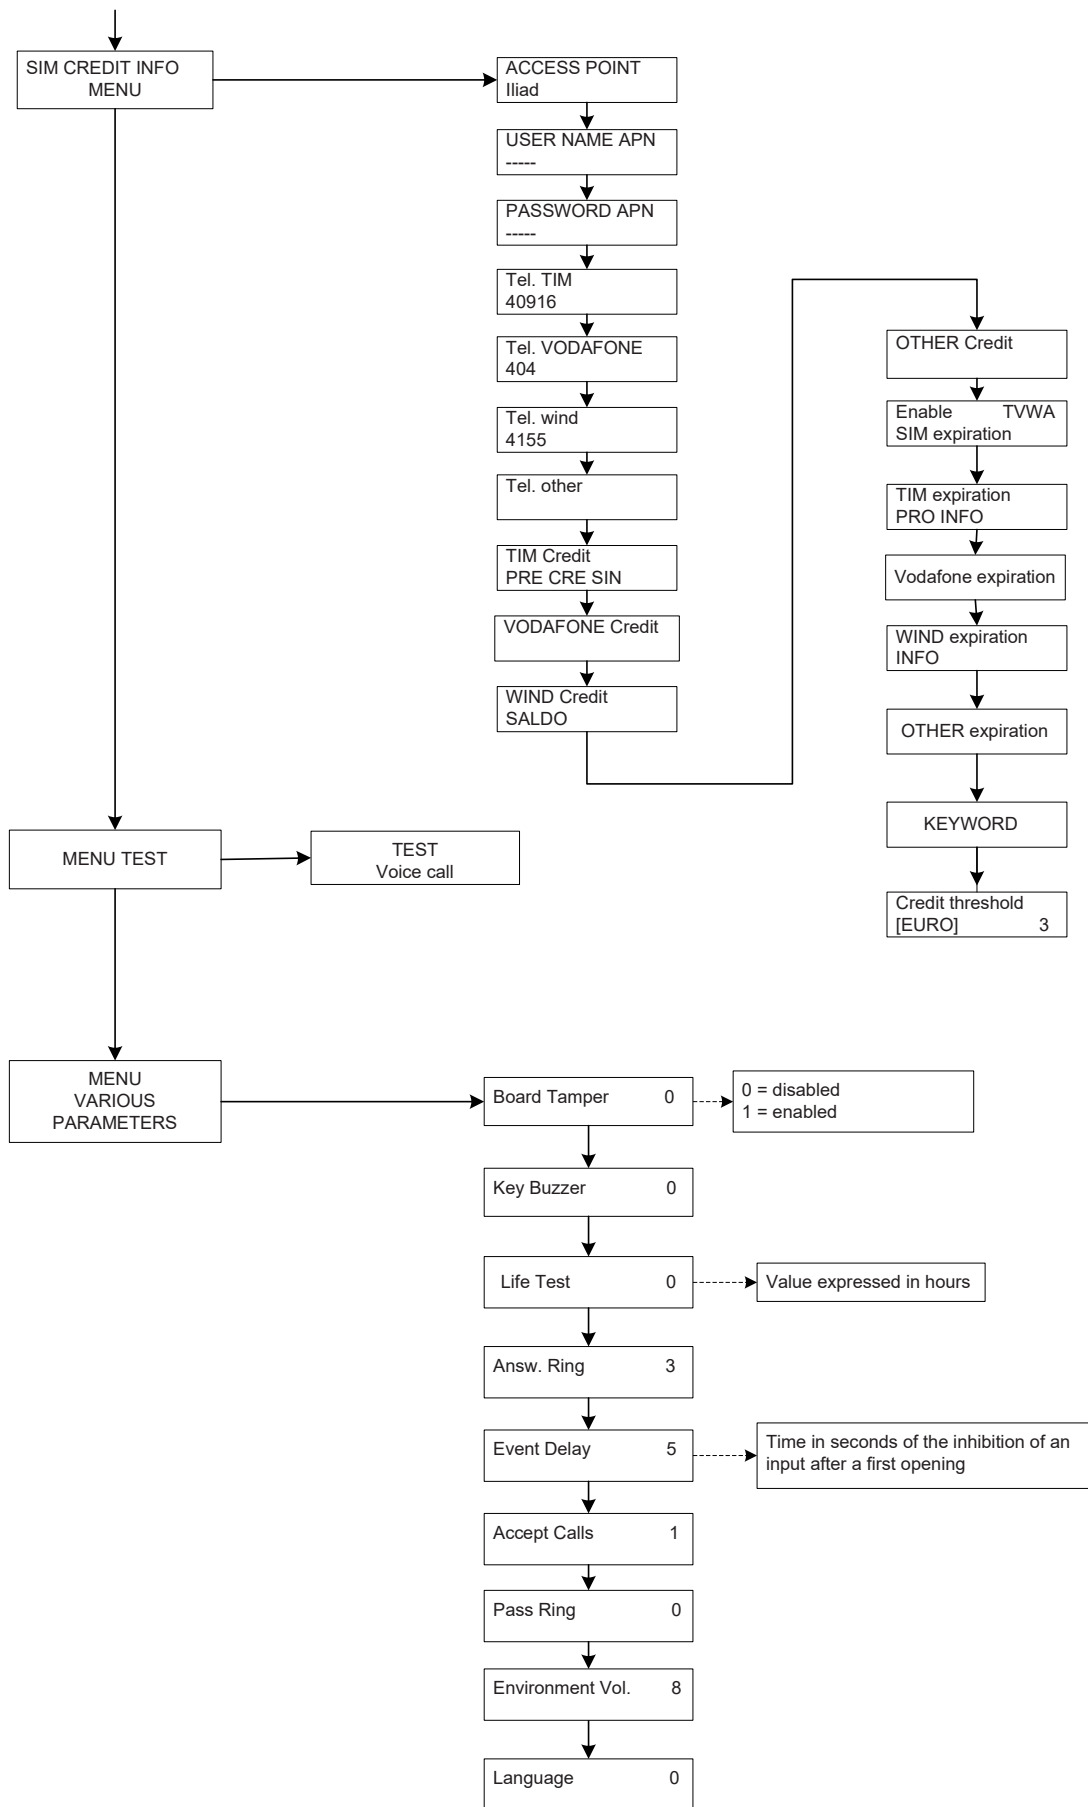 SIM CREDIT INFO
MENU
ACCESS POINT
Iliad
USER NAME APN
-----
PASSWORD APN
-----
Tel. TIM
40916
Tel. VODAFONE
404
Tel. wind
4155
Tel. other
TIM Credit
PRE CRE SIN
VODAFONE Credit
WIND Credit
SALDO
OTHER Credit
Enable TVWA
SIM expiration
TIM expiration
PRO INFO
Vodafone expiration
WIND expiration
INFO
OTHER expiration
KEYWORD
Credit threshold
[EURO] 3
MENU TEST
TEST
Voice call
MENU
VARIOUS
PARAMETERS
Board Tamper 0
0 = disabled
1 = enabled
Key Buzzer 0
Life Test 0
Value expressed in hours
Answ. Ring 3
Event Delay 5
Time in seconds of the inhibition of an
input after a first opening
Accept Calls 1
Pass Ring 0
Environment Vol. 8
Language 0